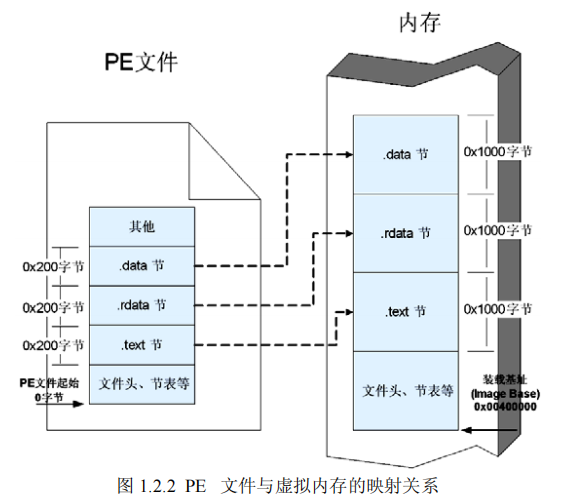 PE文件
内存
其他
.data 节
.rdata 节
.text 节
文件头、节表等
0x200字节
0x200字节
0x200字节
PE文件起始
0字节
.data 节
.rdata 节
.text 节
文件头、节表等
0x1000字节
0x1000字节
0x1000字节
装载基址
(Image Base)
0x00400000
图 1.2.2 PE 文件与虚拟内存的映射关系